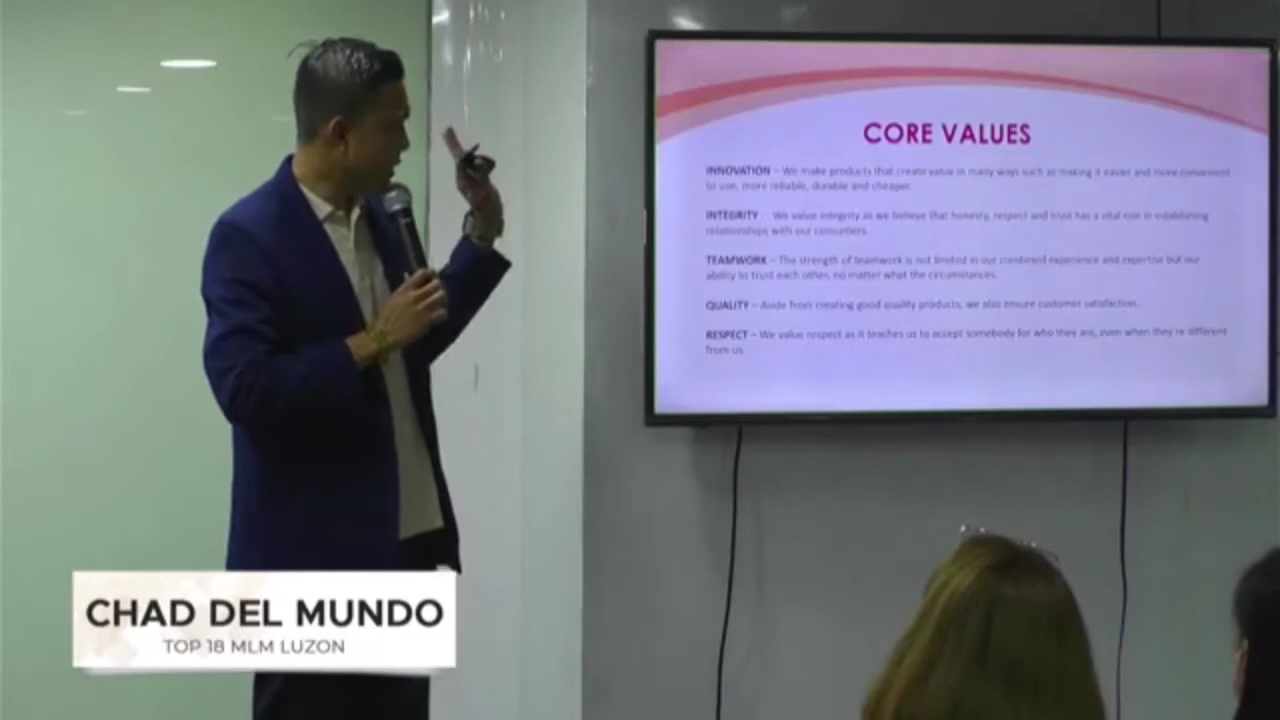 CORE VALUES
INNOVATION – We make products that create value in many ways such as making it easier and more convenient
to use, more reliable, durable and cheaper.
INTEGRITY – We value integrity as we believe that honesty, respect and trust has a vital role in establishing
relationships with our consumers.
TEAMWORK – The strength of teamwork is not limited in our combined experience and expertise but our
ability to trust each other, no matter what the circumstances.
QUALITY – Aside from creating good quality products, we also ensure customer satisfaction.
RESPECT – We value respect as it teaches us to accept somebody for who they are, even when they're different
from us.
CHAD DEL MUNDO
TOP 18 MLM LUZON